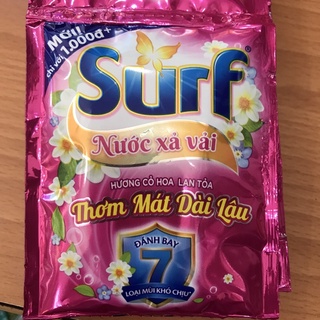 MỚI!
chỉ với 1.000đ+
Surf
Nước xả vải
HƯƠNG CỎ HOA LAN TỎA
Thơm Mát Dài Lâu
ĐÁNH BAY
7
LOẠI MÙI KHÓ CHỊU*